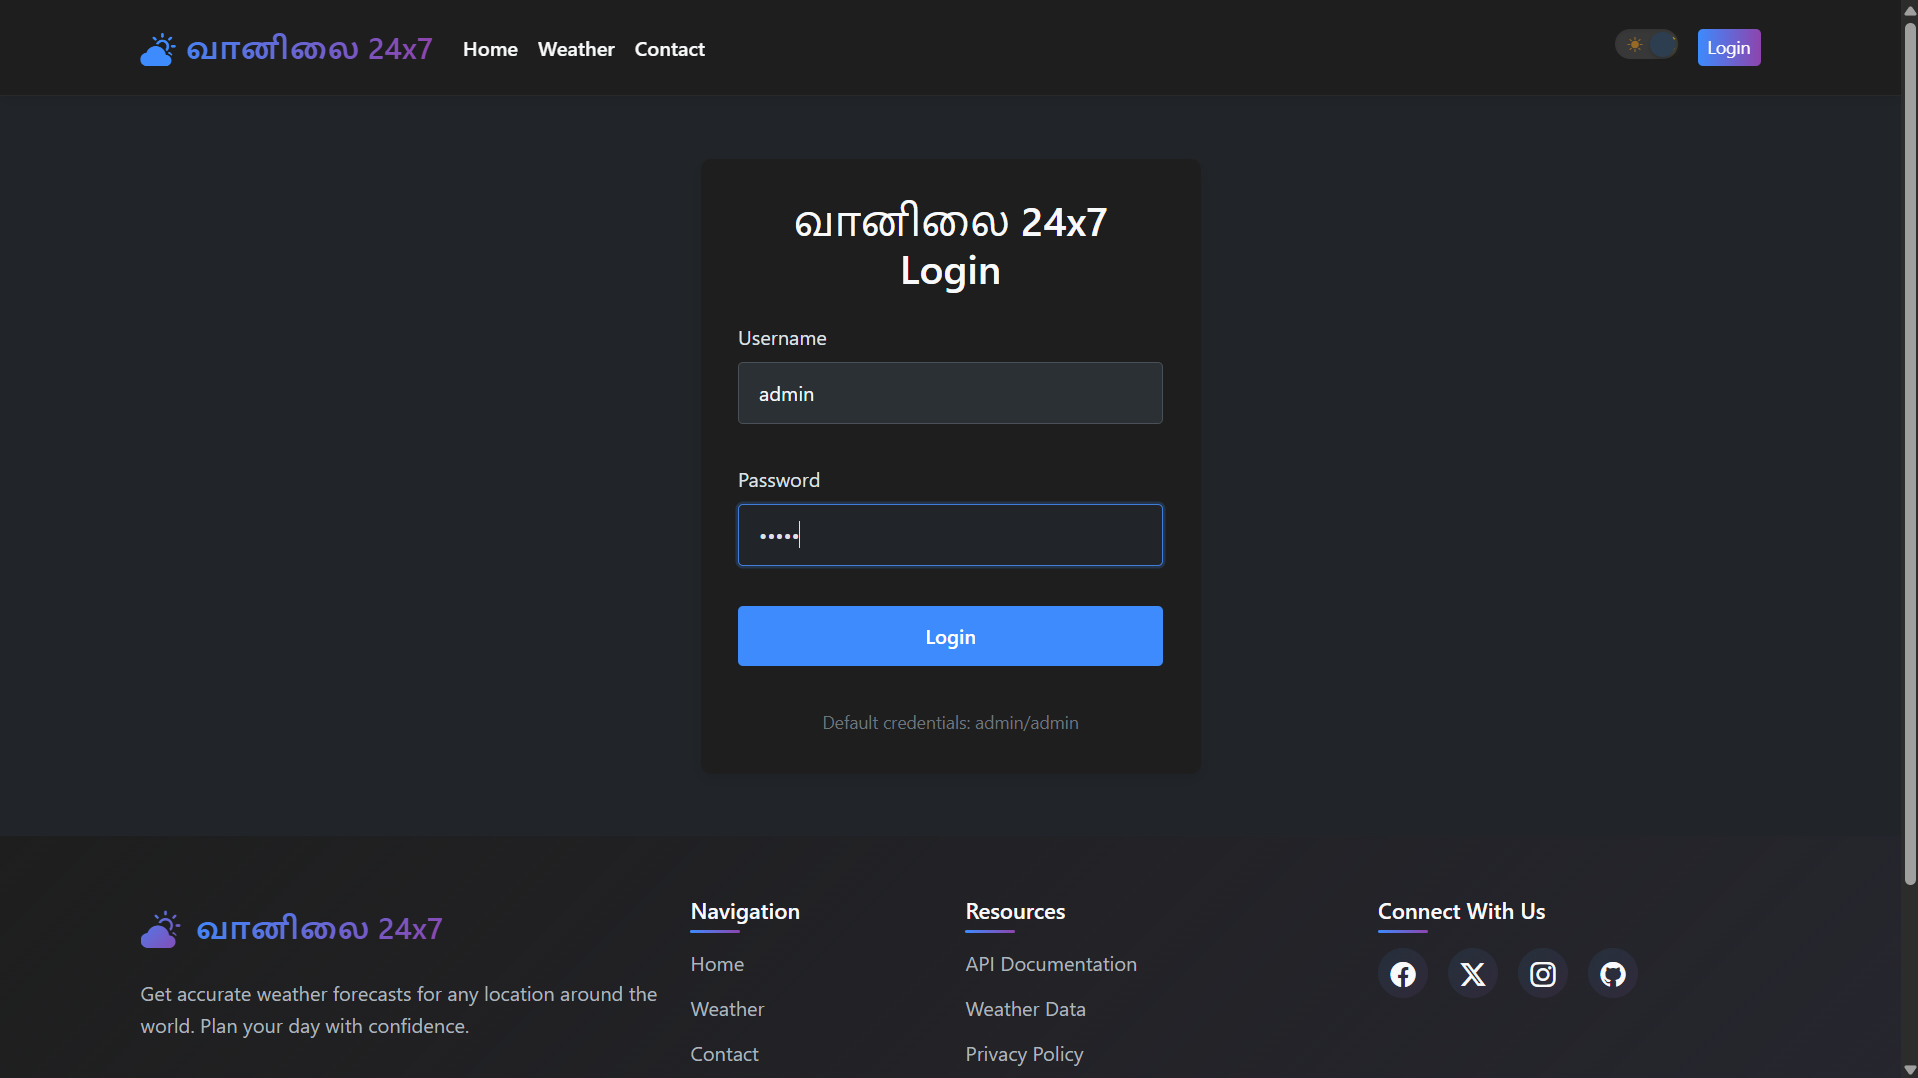 வானிலை 24x7
Home
Weather
Contact
Login
வானிலை 24x7
Login
Username
admin
Password
•••••
Login
Default credentials: admin/admin
வானிலை 24x7
Get accurate weather forecasts for any location around the
world. Plan your day with confidence.
Navigation
Home
Weather
Contact
Resources
API Documentation
Weather Data
Privacy Policy
Connect With Us